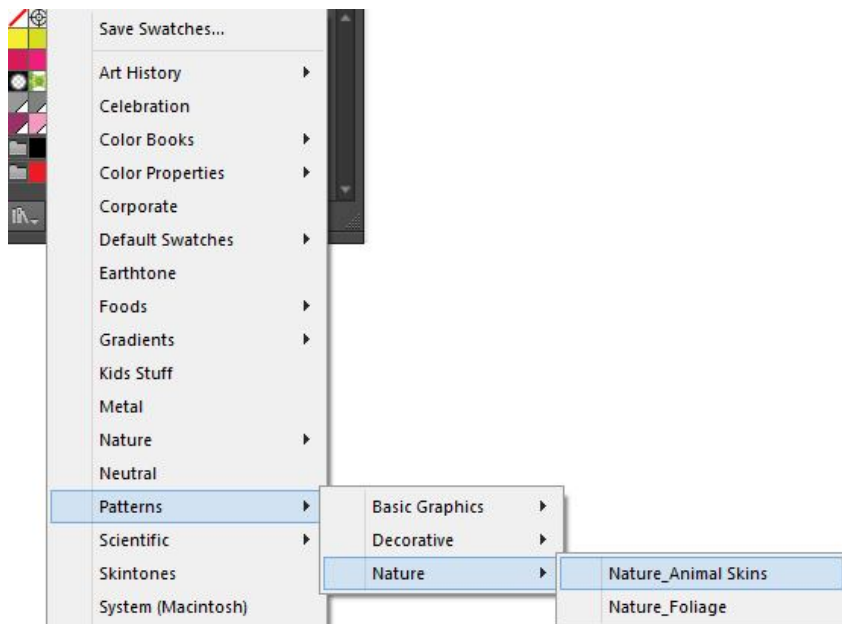 Save Swatches...
Art History
Celebration
Color Books
Color Properties
Corporate
Default Swatches
Earthtone
Foods
Gradients
Kids Stuff
Metal
Nature
Neutral
Patterns
Scientific
Skintones
System (Macintosh)
Basic Graphics
Decorative
Nature
Nature_Animal Skins
Nature_Foliage